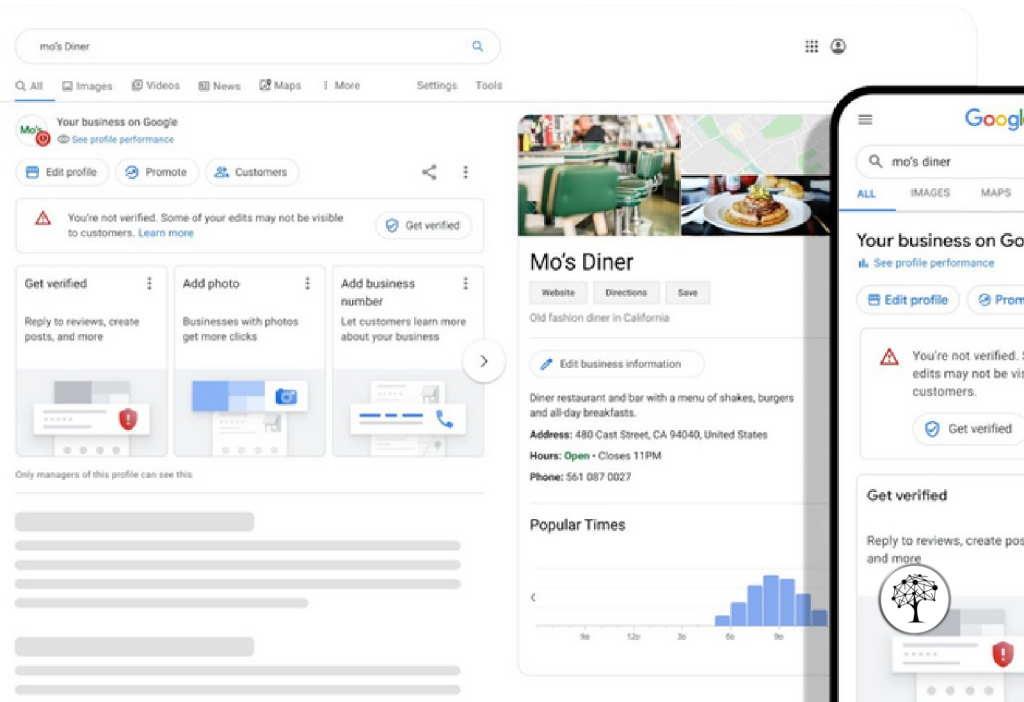 mo's Diner
All
Images
Videos
News
Maps
More
Settings
Tools
Mo's
Your business on Google
See profile performance
Edit profile
Promote
Customers
You're not verified. Some of your edits may not be visible
to customers. Learn more
Get verified
Get verified
Reply to reviews, create
posts, and more
Add photo
Businesses with photos
get more clicks
Add business
number
Let customers learn more
about your business
Only managers of this profile can see this
Mo's Diner
Website
Directions
Save
Old fashion diner in California
Edit business information
Diner restaurant and bar with a menu of shakes, burgers
and all-day breakfasts.
Address: 480 Cast Street, CA 94040, United States
Hours: Open • Closes 11PM
Phone: 561 087 0027
Popular Times
9a
12p
3p
6p
9p
Googl
mo's diner
ALL
IMAGES
MAPS
Your business on Go
See profile performance
Edit profile
Prom
You're not verified. S
edits may not be vis
customers.
Get verified
Get verified
Reply to reviews, create pos
and more